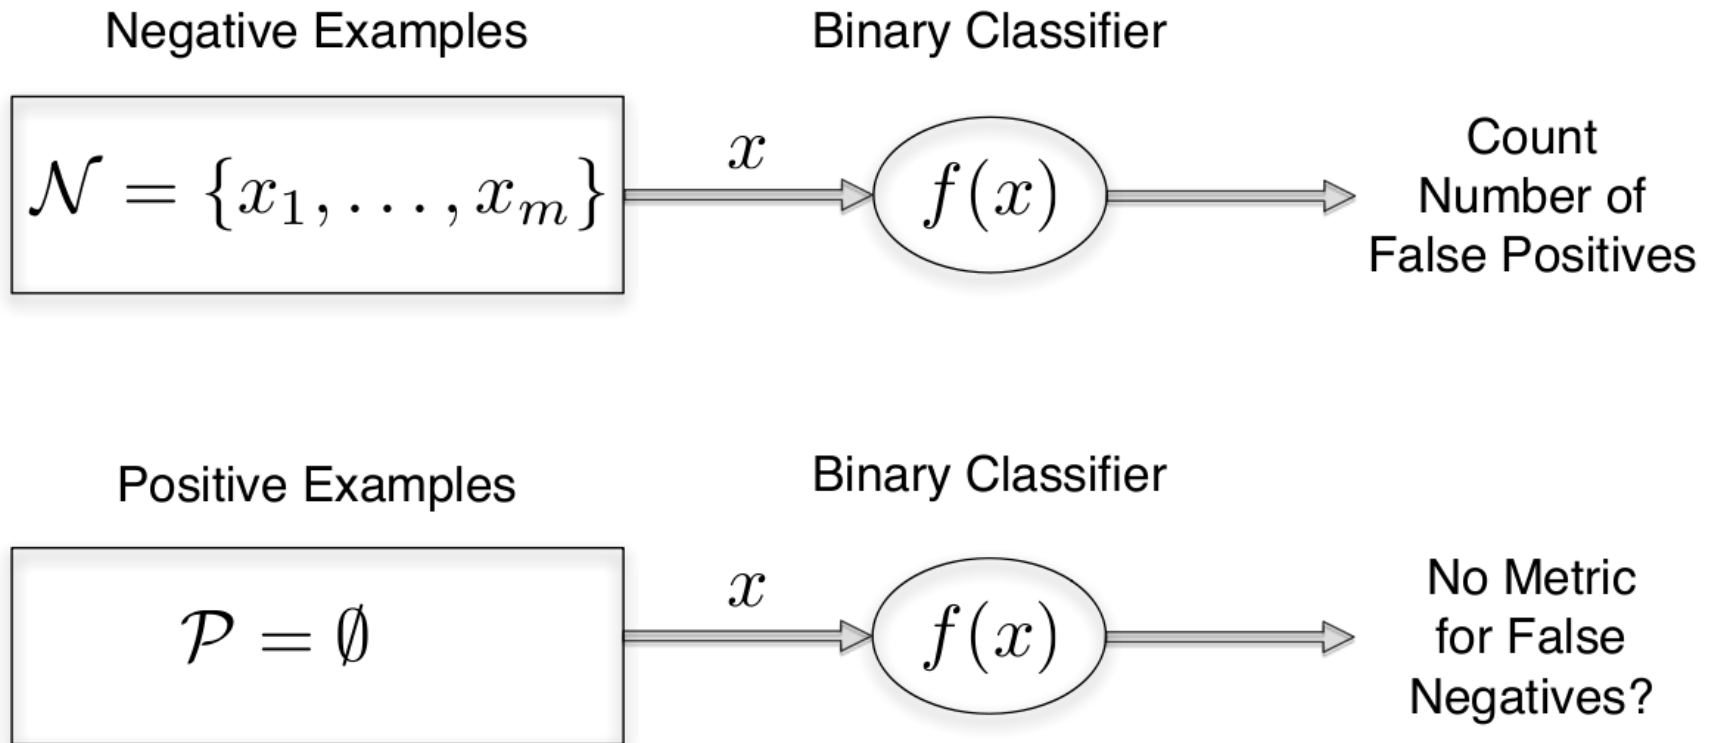 Negative Examples
Binary Classifier
𝒩 = {x₁, . . . , xₘ}
x
f(x)
Count
Number of
False Positives
Positive Examples
Binary Classifier
𝒫 = ∅
x
f(x)
No Metric
for False
Negatives?